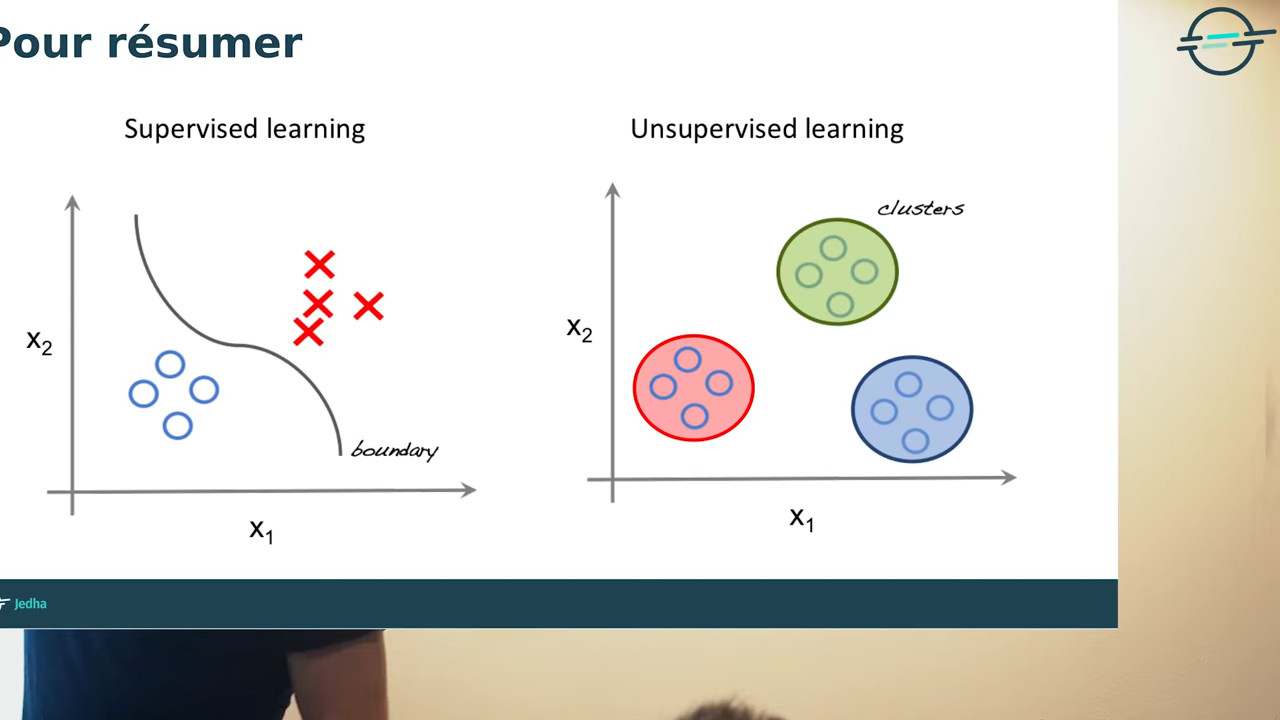 Pour résumer
Supervised learning
Unsupervised learning
clusters
x2
x2
boundary
x1
x1
Jedha